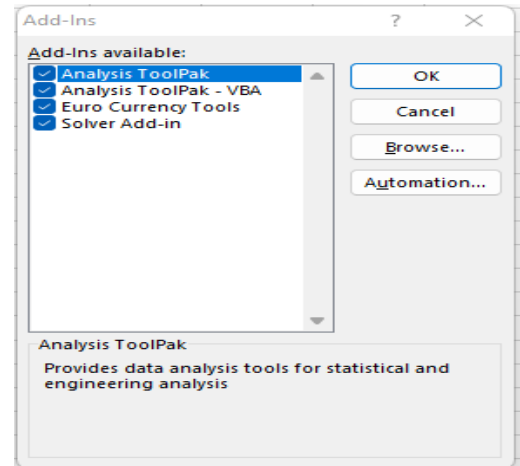 Add-Ins
?
Add-Ins available:
Analysis ToolPak
Analysis ToolPak - VBA
Euro Currency Tools
Solver Add-in
OK
Cancel
Browse...
Automation...
Analysis ToolPak
Provides data analysis tools for statistical and
engineering analysis